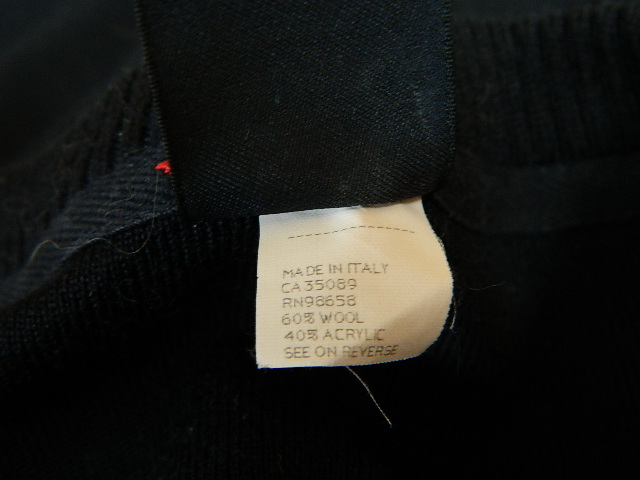 MADE IN ITALY
CA 35089
RN98658
60% WOOL
40% ACRYLIC
SEE ON REVERSE